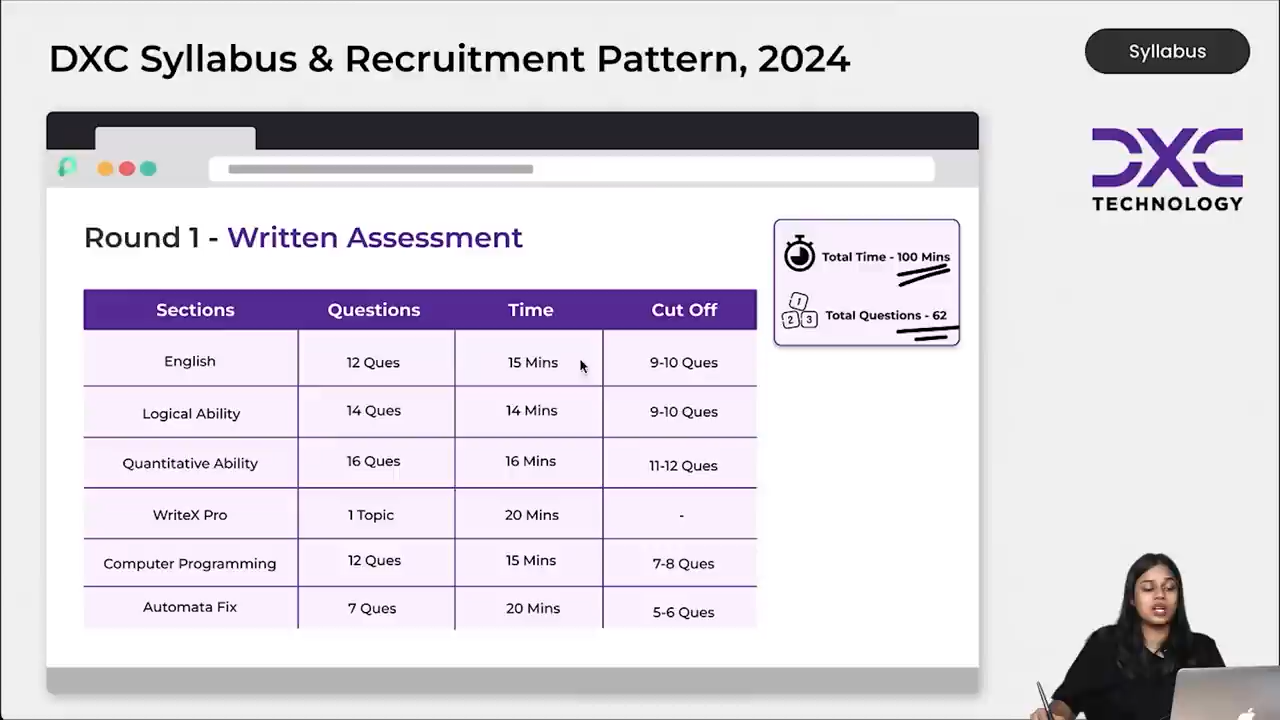 DXC Syllabus & Recruitment Pattern, 2024
Syllabus
DXC
TECHNOLOGY
Round 1 - Written Assessment
Total Time - 100 Mins
1
2 3
Total Questions - 62
Sections Questions Time Cut Off
English 12 Ques 15 Mins 9-10 Ques
Logical Ability 14 Ques 14 Mins 9-10 Ques
Quantitative Ability 16 Ques 16 Mins 11-12 Ques
WriteX Pro 1 Topic 20 Mins -
Computer Programming 12 Ques 15 Mins 7-8 Ques
Automata Fix 7 Ques 20 Mins 5-6 Ques